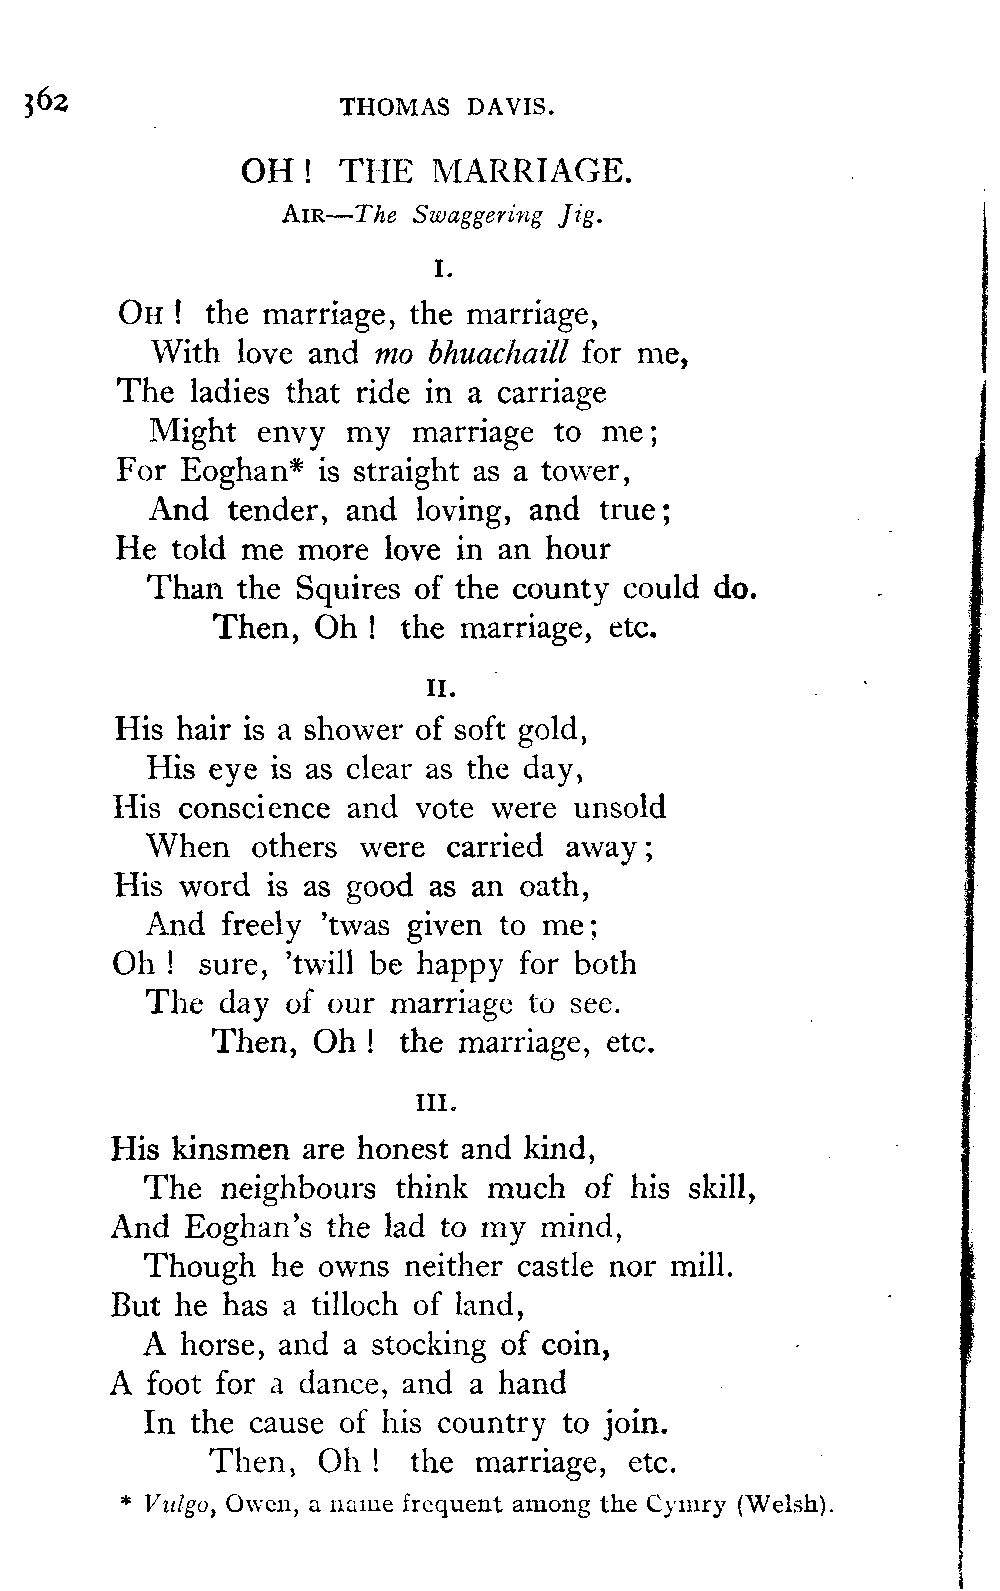 362
THOMAS DAVIS.
OH! THE MARRIAGE.
AIR—The Swaggering Jig.
I.
OH! the marriage, the marriage,
With love and mo bhuachaill for me,
The ladies that ride in a carriage
Might envy my marriage to me;
For Eoghan* is straight as a tower,
And tender, and loving, and true;
He told me more love in an hour
Than the Squires of the county could do.
Then, Oh! the marriage, etc.
II.
His hair is a shower of soft gold,
His eye is as clear as the day,
His conscience and vote were unsold
When others were carried away;
His word is as good as an oath,
And freely ’twas given to me;
Oh! sure, ’twill be happy for both
The day of our marriage to see.
Then, Oh! the marriage, etc.
III.
His kinsmen are honest and kind,
The neighbours think much of his skill,
And Eoghan’s the lad to my mind,
Though he owns neither castle nor mill.
But he has a tilloch of land,
A horse, and a stocking of coin,
A foot for a dance, and a hand
In the cause of his country to join.
Then, Oh! the marriage, etc.
* Vulgo, Owen, a name frequent among the Cymry (Welsh).